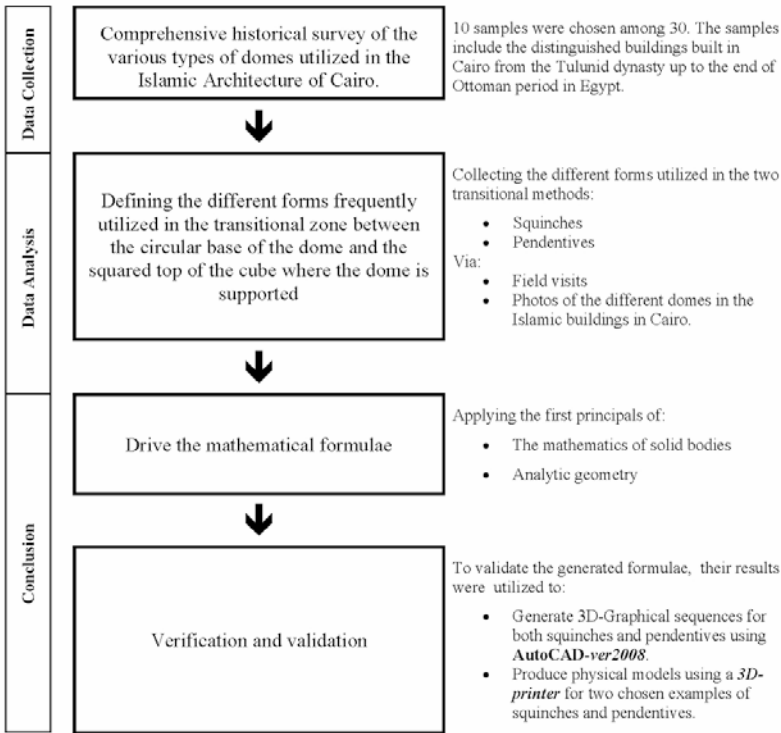 Data Collection
Comprehensive historical survey of the
various types of domes utilized in the
Islamic Architecture of Cairo.
10 samples were chosen among 30. The samples
include the distinguished buildings built in
Cairo from the Tulunid dynasty up to the end of
Ottoman period in Egypt.
Data Analysis
Defining the different forms frequently
utilized in the transitional zone between
the circular base of the dome and the
squared top of the cube where the dome is
supported
Collecting the different forms utilized in the two
transitional methods:
• Squinches
• Pendentives
Via:
• Field visits
• Photos of the different domes in the
Islamic buildings in Cairo.
Conclusion
Drive the mathematical formulae
Applying the first principals of:
• The mathematics of solid bodies
• Analytic geometry
Verification and validation
To validate the generated formulae, their results
were utilized to:
• Generate 3D-Graphical sequences for
both squinches and pendentives using
AutoCAD-ver2008.
• Produce physical models using a 3D-
printer for two chosen examples of
squinches and pendentives.